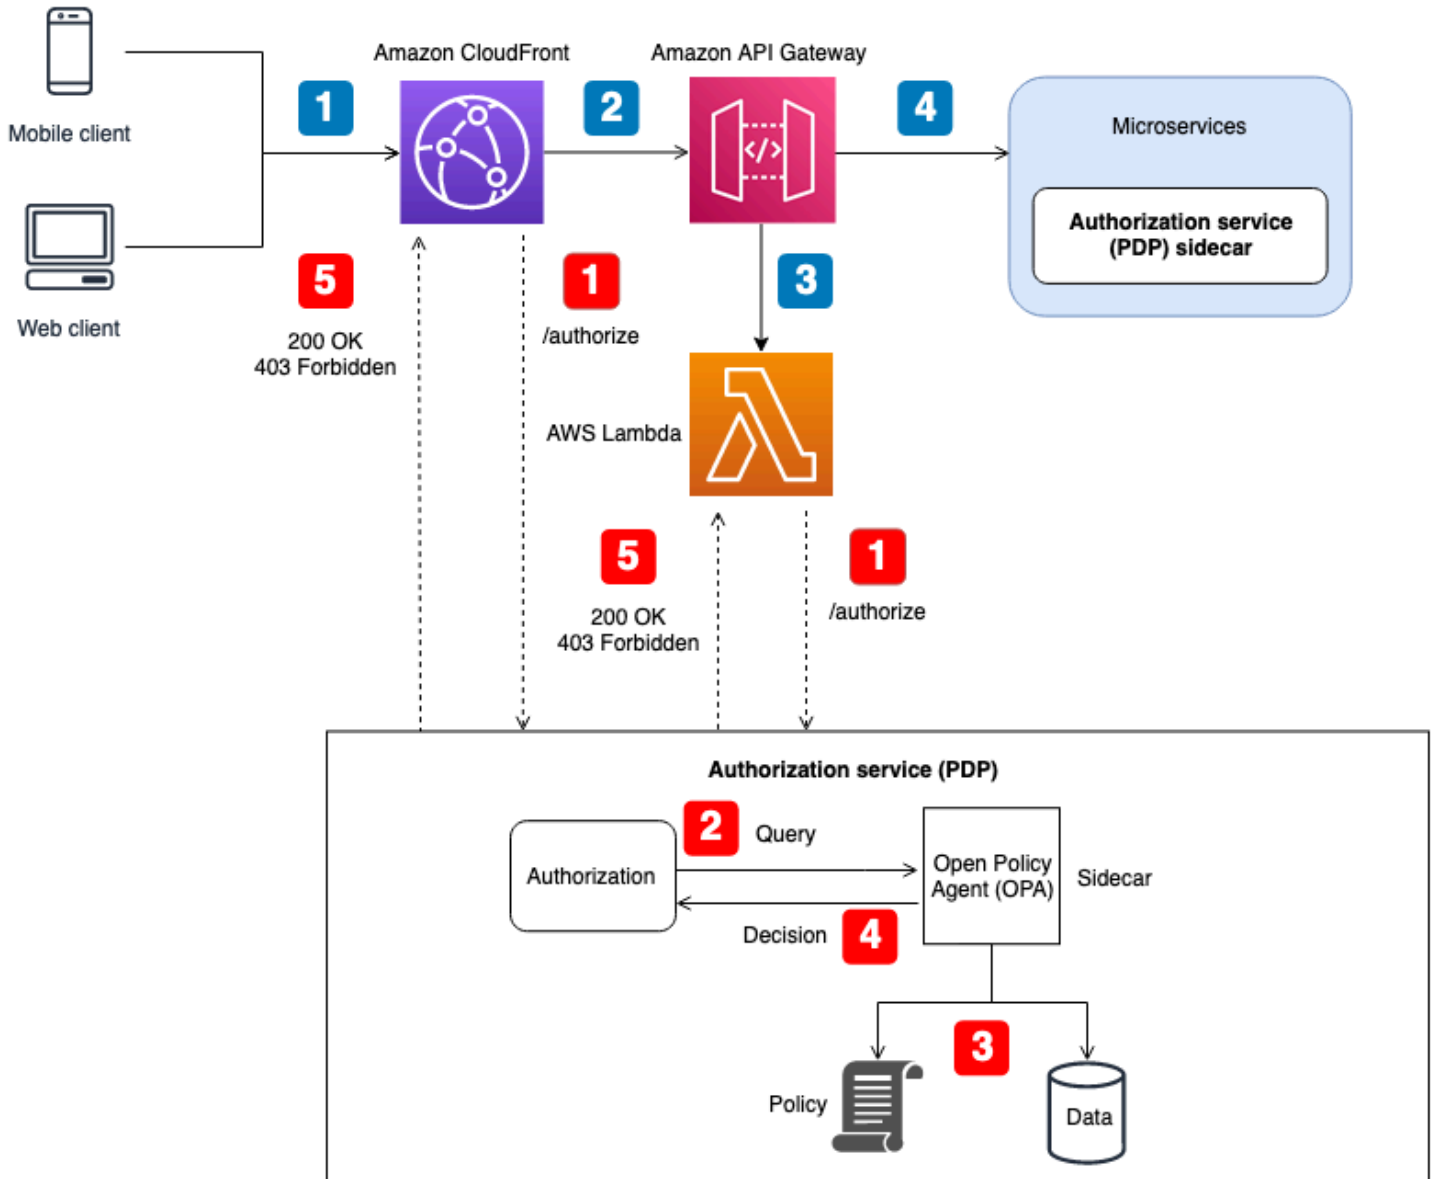 Amazon CloudFront
Amazon API Gateway
1
2
4
Mobile client
</>
Microservices
Authorization service
(PDP) sidecar
5
1
3
Web client
200 OK
403 Forbidden
/authorize
AWS Lambda
5
1
200 OK
403 Forbidden
/authorize
Authorization service (PDP)
2
Query
Authorization
Open Policy
Agent (OPA)
Sidecar
Decision
4
3
Policy
Data